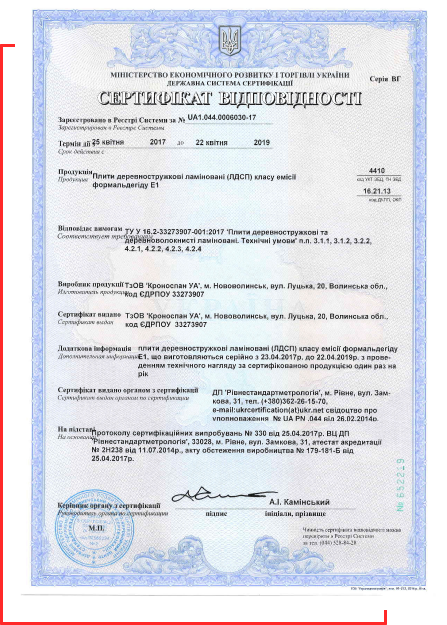 МІНІСТЕРСТВО ЕКОНОМІЧНОГО РОЗВИТКУ І ТОРГІВЛІ УКРАЇНИ
ДЕРЖАВНА СИСТЕМА СЕРТИФІКАЦІЇ
Серія ВГ
СЕРТИФІКАТ ВІДПОВІДНОСТІ
Зареєстровано в Реєстрі Системи за № UA1.044.0006030-17
Зарегистрирован в Реестре Системы
Термін дії з 25 квітня 2017 до 22 квітня 2019
Срок действия с
Продукція Плити деревностружкові ламіновані (ЛДСП) класу емісії
Продукция формальдегіду Е1
4410
код УКТ ЗЕД, ТН ЗЕД
16.21.13
код ДКПП, ОКП
Відповідає вимогам ТУ У 16.2-33273907-001:2017 'Плити деревностружкові та
Соответствует требованиям деревоволокнисті ламіновані. Технічні умови' п.п. 3.1.1, 3.1.2, 3.2.2,
4.2.1, 4.2.2, 4.2.3, 4.2.4
Виробник продукції ТзОВ 'Кроноспан УА', м. Нововолинськ, вул. Луцька, 20, Волинська обл.,
Изготовитель продукции код ЄДРПОУ 33273907
Сертифікат видано ТзОВ 'Кроноспан УА', м. Нововолинськ, вул. Луцька, 20, Волинська обл.,
Сертификат выдан код ЄДРПОУ 33273907
Додаткова інформація плити деревностружкові ламіновані (ЛДСП) класу емісії формальдегіду
Дополнительная информация Е1, що виготовляються серійно з 23.04.2017р. до 22.04.2019р. з прове-
денням технічного нагляду за сертифікованою продукцією один раз на
рік
Сертифікат видано органом з сертифікації ДП 'Рівнестандартметрологія', м. Рівне, вул. Зам-
Сертификат выдан органом по сертификации кова, 31, тел. (+380)362-26-15-70,
e-mail:ukrcertification(at)ukr.net свідоцтво про
уповноваження № UA PN .044 від 26.02.2014р.
На підставі Протоколу сертифікаційних випробувань № 330 від 25.04.2017р. ВЦ ДП
На основании 'Рівнестандартметрологія', 33028, м. Рівне, вул. Замкова, 31, атестат акредитації
№ 2Н238 від 11.07.2014р., акту обстеження виробництва № 179-181-Б від
25.04.2017р.
№ 652219
Керівник органу з сертифікації
Руководитель органа по сертификации
А.І. Камінський
підпис
ініціали, прізвище
М.П.
Чинність сертифіката відповідності можна
перевірити в Реєстрі Системи
за тел. (044) 528-84-28